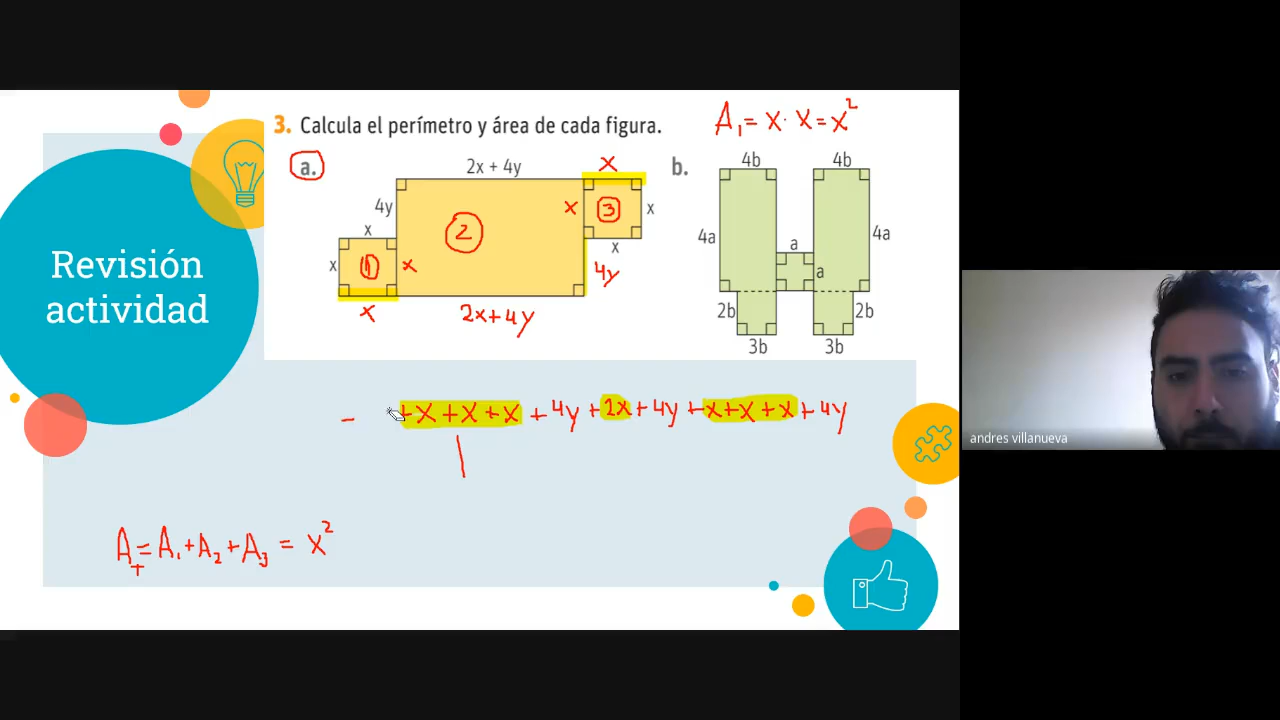 Revisión
actividad
3. Calcula el perímetro y área de cada figura.
A₁ = x · x = x²
a.
2x + 4y
x
4y
x
3
x
x
2
x
x
1
x
4y
x
2x+4y
b.
4b
4b
4a
4a
a
a
2b
2b
3b
3b
- +x +x +x + 4y + 2x + 4y + x + x + x + 4y
A_T = A₁ + A₂ + A₃ = x²
andres villanueva